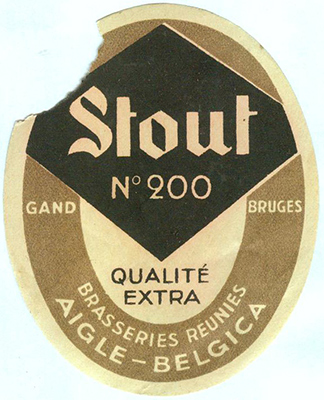 Stout
N° 200
GAND
BRUGES
QUALITÉ
EXTRA
BRASSERIES REUNIES
AIGLE-BELGICA